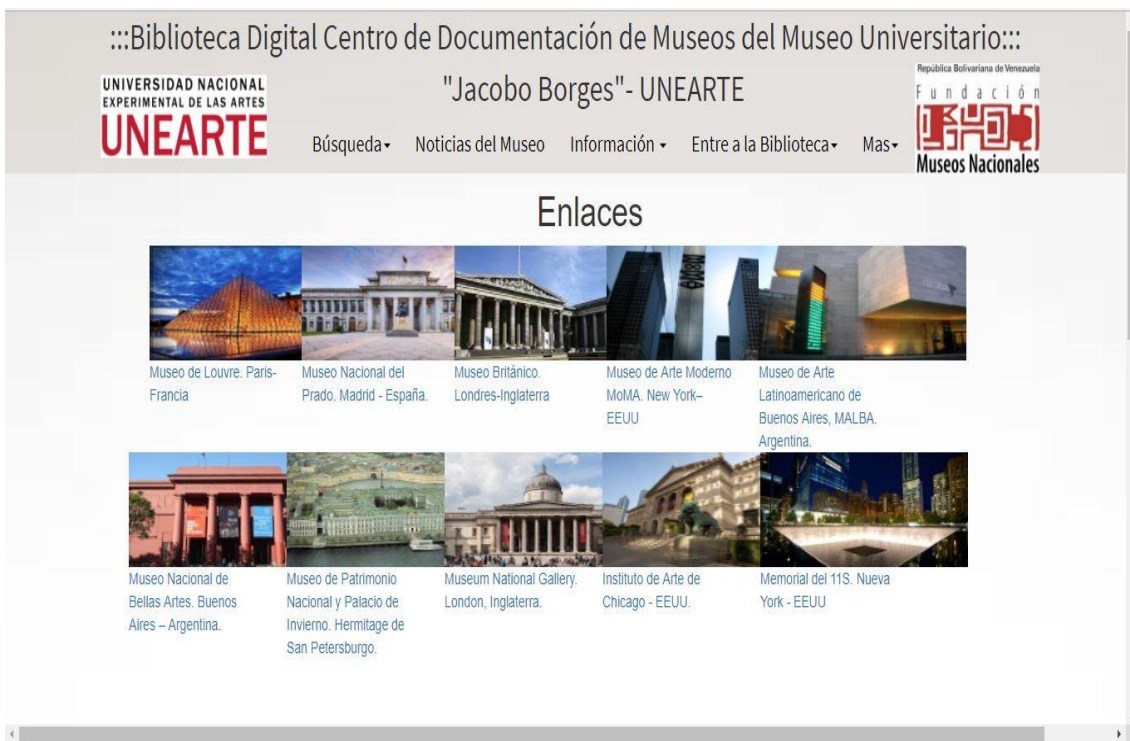 :::Biblioteca Digital Centro de Documentación de Museos del Museo Universitario:::
"Jacobo Borges"- UNEARTE
UNIVERSIDAD NACIONAL
EXPERIMENTAL DE LAS ARTES
UNEARTE
República Bolivariana de Venezuela
Fundación
Museos Nacionales
Búsqueda
Noticias del Museo
Información
Entre a la Biblioteca
Mas
Enlaces
Museo de Louvre. Paris-
Francia
Museo Nacional del
Prado. Madrid - España.
Museo Británico.
Londres-Inglaterra
Museo de Arte Moderno
MoMA. New York–
EEUU
Museo de Arte
Latinoamericano de
Buenos Aires, MALBA.
Argentina.
Museo Nacional de
Bellas Artes. Buenos
Aires – Argentina.
Museo de Patrimonio
Nacional y Palacio de
Invierno. Hermitage de
San Petersburgo.
Museum National Gallery.
London, Inglaterra.
Instituto de Arte de
Chicago - EEUU.
Memorial del 11S. Nueva
York - EEUU